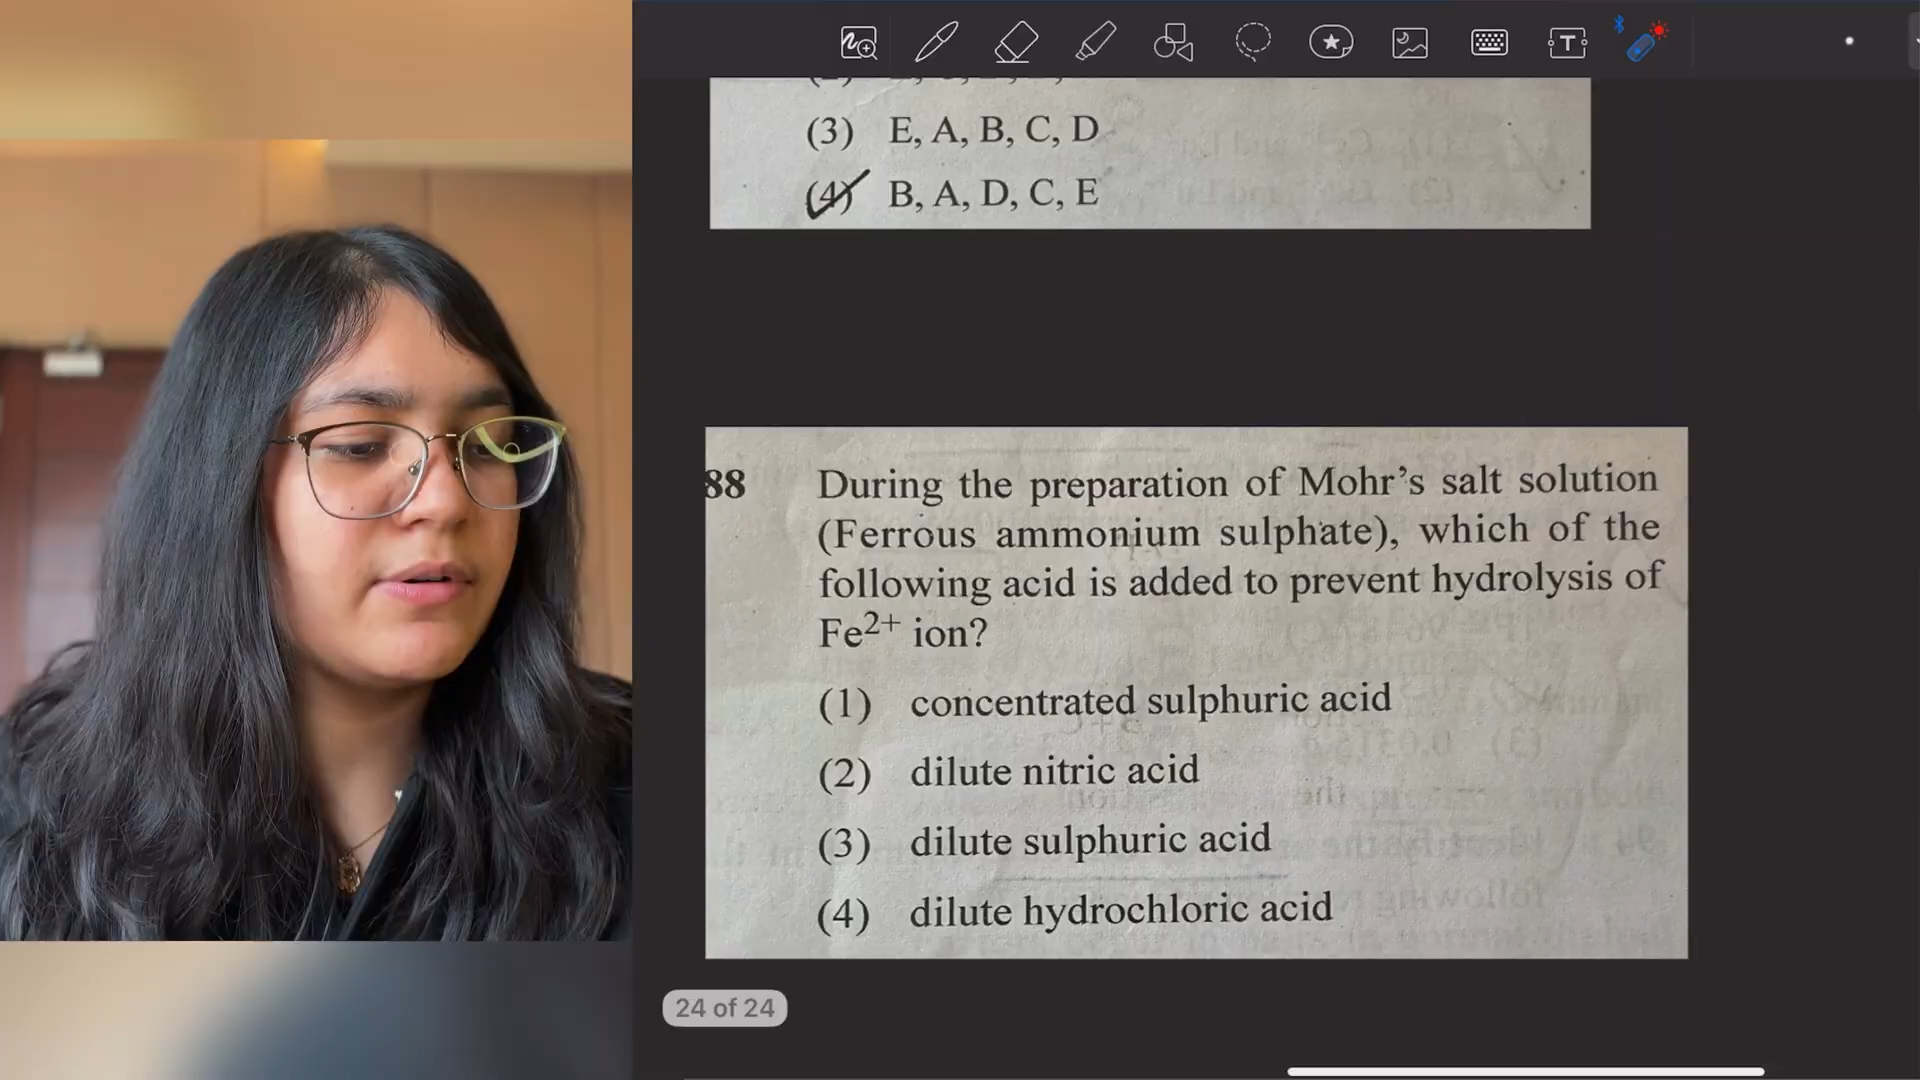 (3) E, A, B, C, D
(4) B, A, D, C, E
88 During the preparation of Mohr's salt solution
(Ferrous ammonium sulphate), which of the
following acid is added to prevent hydrolysis of
Fe2+ ion?
(1) concentrated sulphuric acid
(2) dilute nitric acid
(3) dilute sulphuric acid
(4) dilute hydrochloric acid
24 of 24